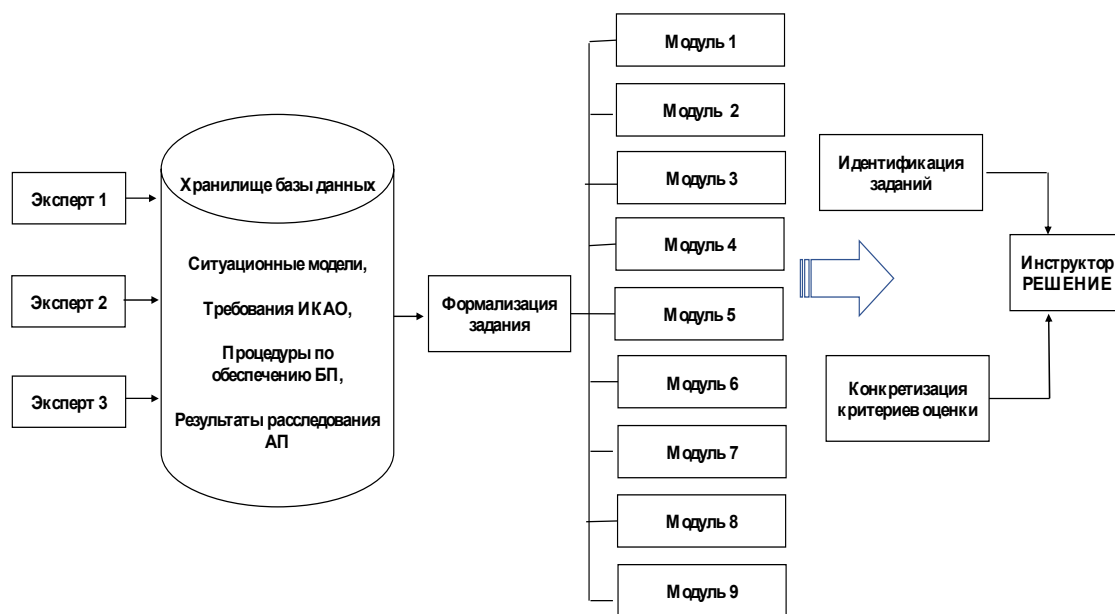 Эксперт 1
Эксперт 2
Эксперт 3
Хранилище базы данных
Ситуационные модели,
Требования ИКАО,
Процедуры по
обеспечению БП,
Результаты расследования
АП
Формализация
задания
Модуль 1
Модуль 2
Модуль 3
Модуль 4
Модуль 5
Модуль 6
Модуль 7
Модуль 8
Модуль 9
Идентификация
заданий
Конкретизация
критериев оценки
Инструктор
РЕШЕНИЕ